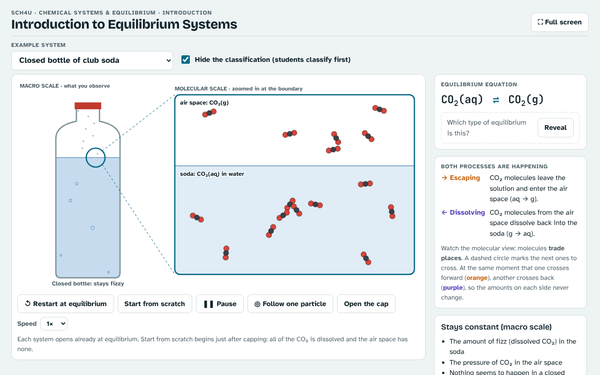 SCH4U · CHEMICAL SYSTEMS & EQUILIBRIUM · INTRODUCTION
Introduction to Equilibrium Systems
⛶ Full screen
EXAMPLE SYSTEM
Closed bottle of club soda
Hide the classification (students classify first)
MACRO SCALE · what you observe
MOLECULAR SCALE · zoomed in at the boundary
air space: CO₂(g)
soda: CO₂(aq) in water
Closed bottle: stays fizzy
↻ Restart at equilibrium
Start from scratch
❚❚ Pause
◎ Follow one particle
Open the cap
Speed
1×
Each system opens already at equilibrium. Start from scratch begins just after capping: all of the CO₂ is dissolved and the air space has
none.
EQUILIBRIUM EQUATION
CO₂(aq) ⇌ CO₂(g)
Which type of equilibrium
is this?
Reveal
BOTH PROCESSES ARE HAPPENING
→ Escaping
CO₂ molecules leave the
solution and enter the air
space (aq → g).
← Dissolving
CO₂ molecules from the air
space dissolve back into the
soda (g → aq).
Watch the molecular view: molecules trade
places. A dashed circle marks the next ones to
cross. At the same moment that one crosses
forward (orange), another crosses back
(purple), so the amounts on each side never
change.
Stays constant (macro scale)
• The amount of fizz (dissolved CO₂) in the
soda
• The pressure of CO₂ in the air space
• Nothing seems to happen in a closed